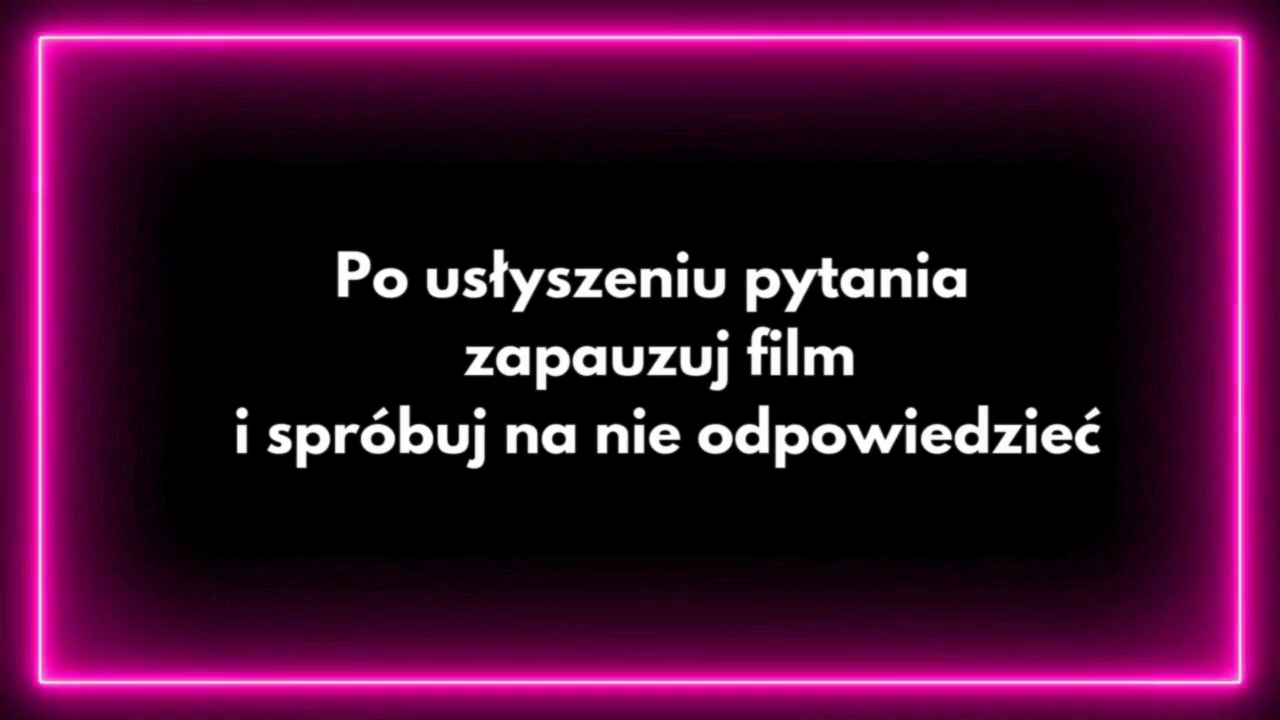 Po usłyszeniu pytania
zapauzuj film
i spróbuj na nie odpowiedzieć